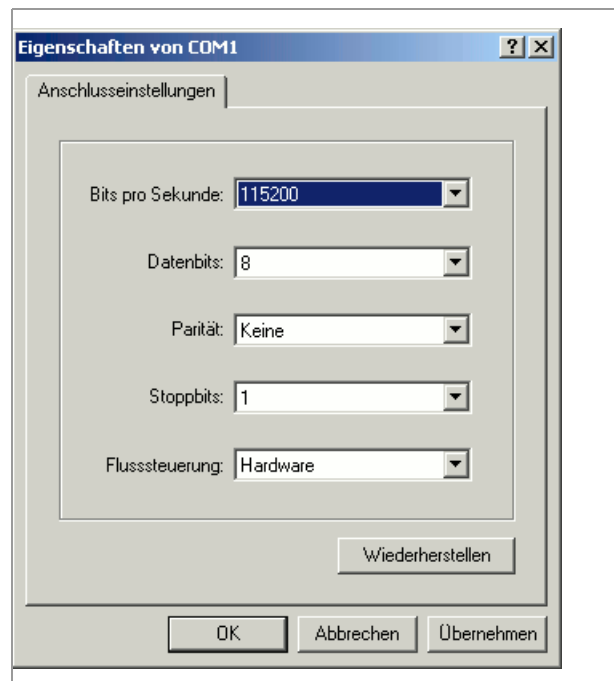 Eigenschaften von COM1
Anschlusseinstellungen
Bits pro Sekunde: 115200
Datenbits: 8
Parität: Keine
Stoppbits: 1
Flusssteuerung: Hardware
Wiederherstellen
OK Abbrechen Übernehmen